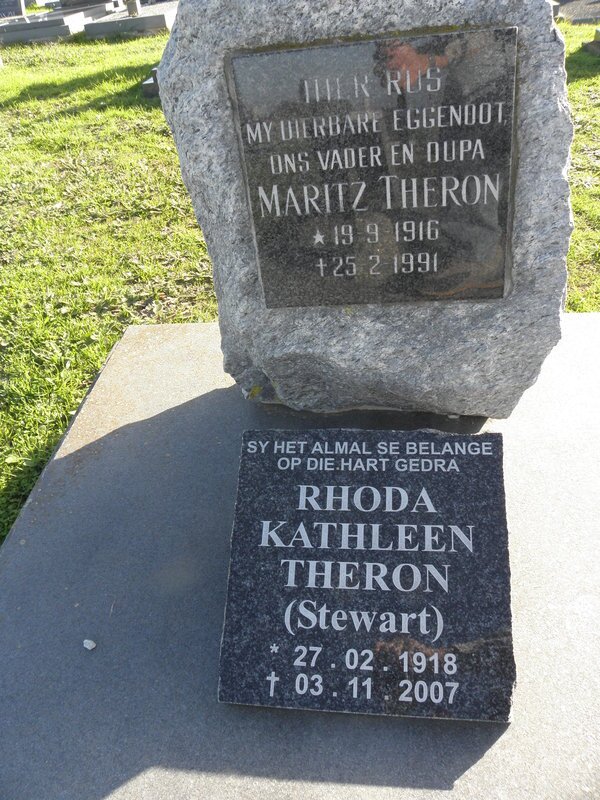 HIER RUS
MY DIERBARE EGGENOOT,
ONS VADER EN OUPA
MARITZ THERON
★ 19 9 1916
† 25 2 1991
SY HET ALMAL SE BELANGE
OP DIE HART GEDRA
RHODA
KATHLEEN
THERON
(Stewart)
* 27 . 02 . 1918
† 03 . 11 . 2007